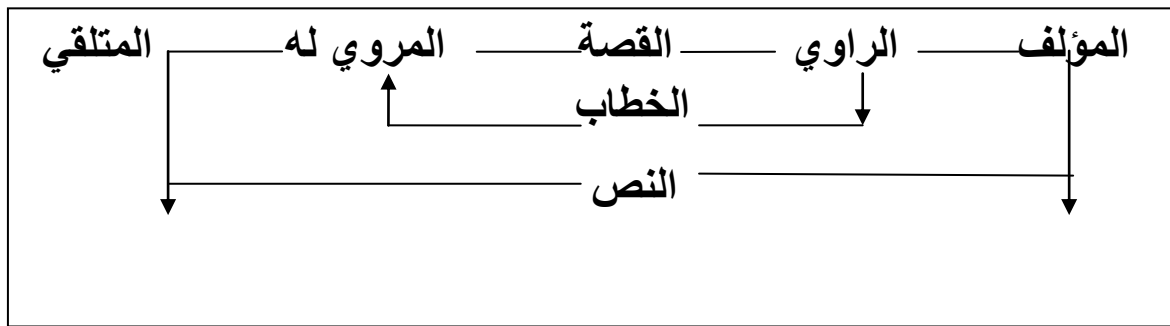 المؤلف الراوي القصة المروي له المتلقي
الخطاب
النص